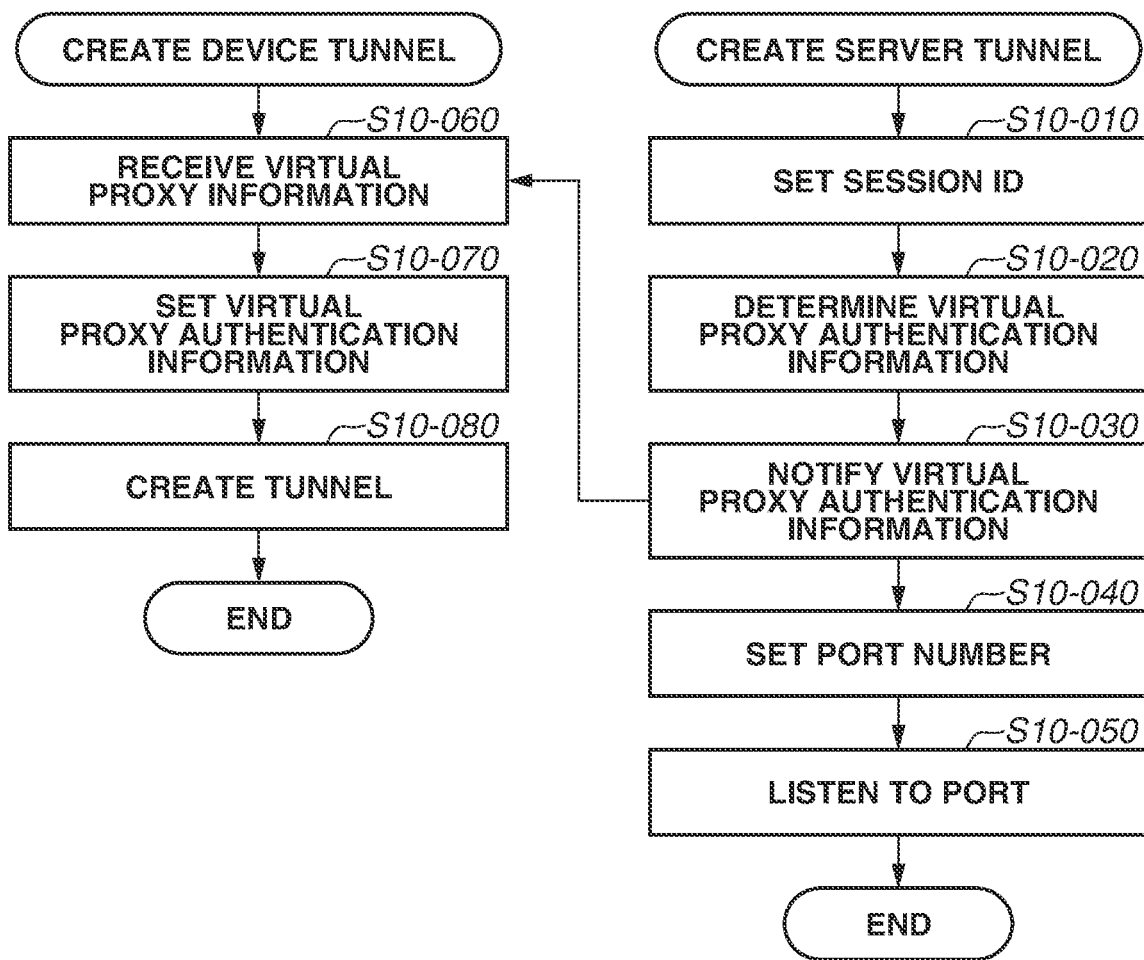 CREATE DEVICE TUNNEL
S10-060
RECEIVE VIRTUAL
PROXY INFORMATION
S10-070
SET VIRTUAL
PROXY AUTHENTICATION
INFORMATION
S10-080
CREATE TUNNEL
END
CREATE SERVER TUNNEL
S10-010
SET SESSION ID
S10-020
DETERMINE VIRTUAL
PROXY AUTHENTICATION
INFORMATION
S10-030
NOTIFY VIRTUAL
PROXY AUTHENTICATION
INFORMATION
S10-040
SET PORT NUMBER
S10-050
LISTEN TO PORT
END